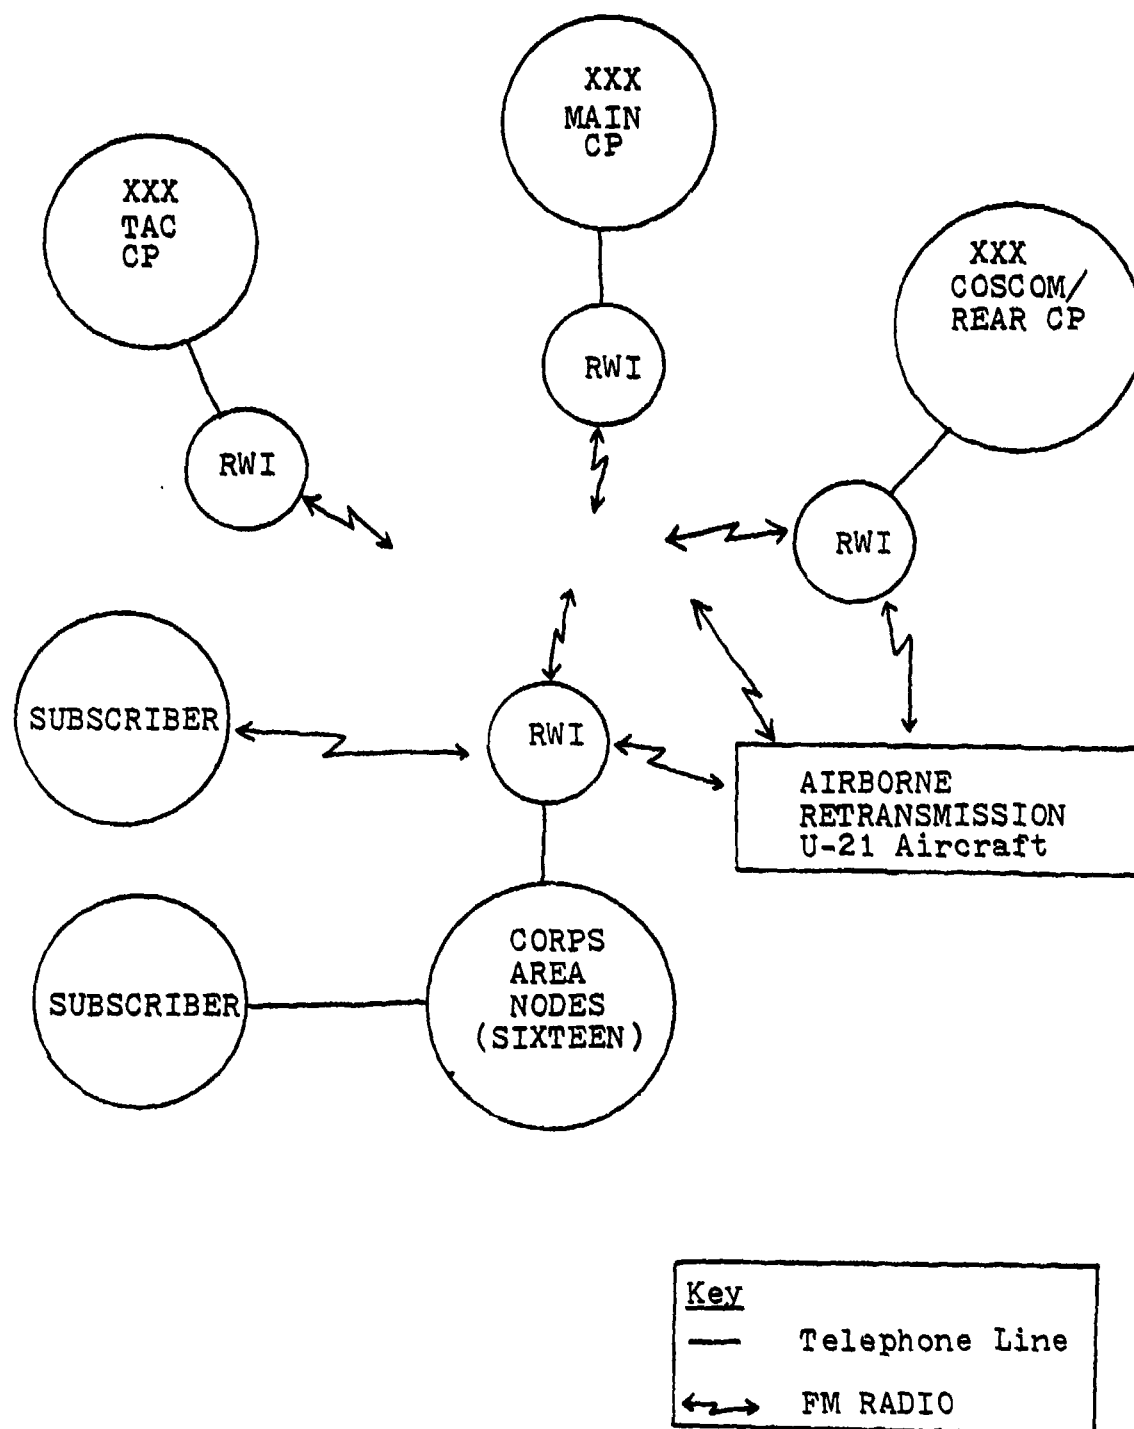 XXX
MAIN
CP
XXX
TAC
CP
XXX
COSCOM/
REAR CP
RWI
RWI
RWI
SUBSCRIBER
RWI
AIRBORNE
RETRANSMISSION
U-21 Aircraft
SUBSCRIBER
CORPS
AREA
NODES
(SIXTEEN)
Key
Telephone Line
FM RADIO